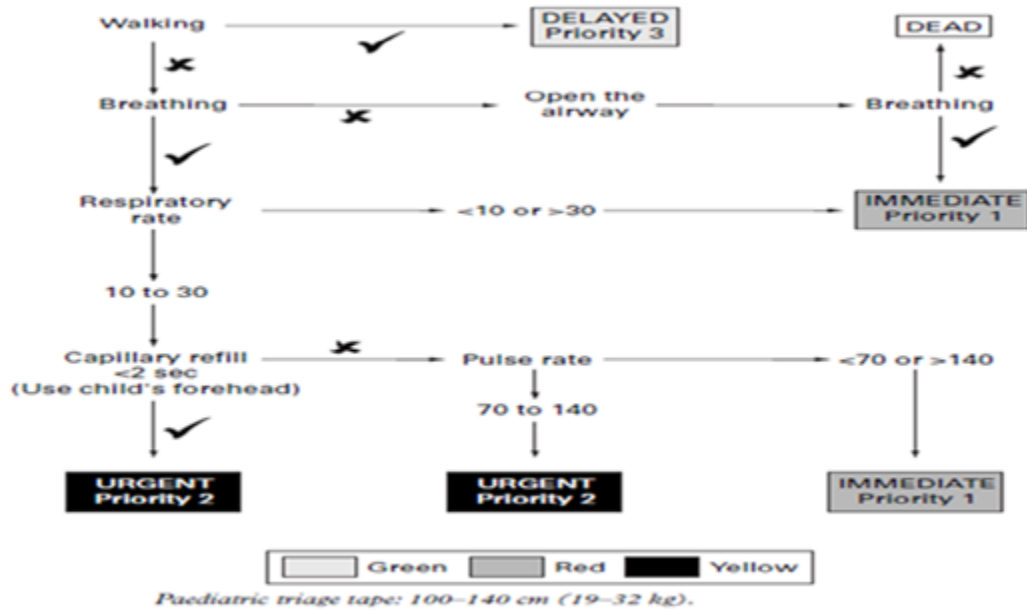 Walking
DELAYED
Priority 3
DEAD
Breathing
Open the
airway
Breathing
Respiratory
rate
<10 or >30
IMMEDIATE
Priority 1
10 to 30
Capillary refill
<2 sec
(Use child's forehead)
Pulse rate
<70 or >140
70 to 140
URGENT
Priority 2
URGENT
Priority 2
IMMEDIATE
Priority 1
Green
Red
Yellow
Paediatric triage tape: 100–140 cm (19–32 kg).